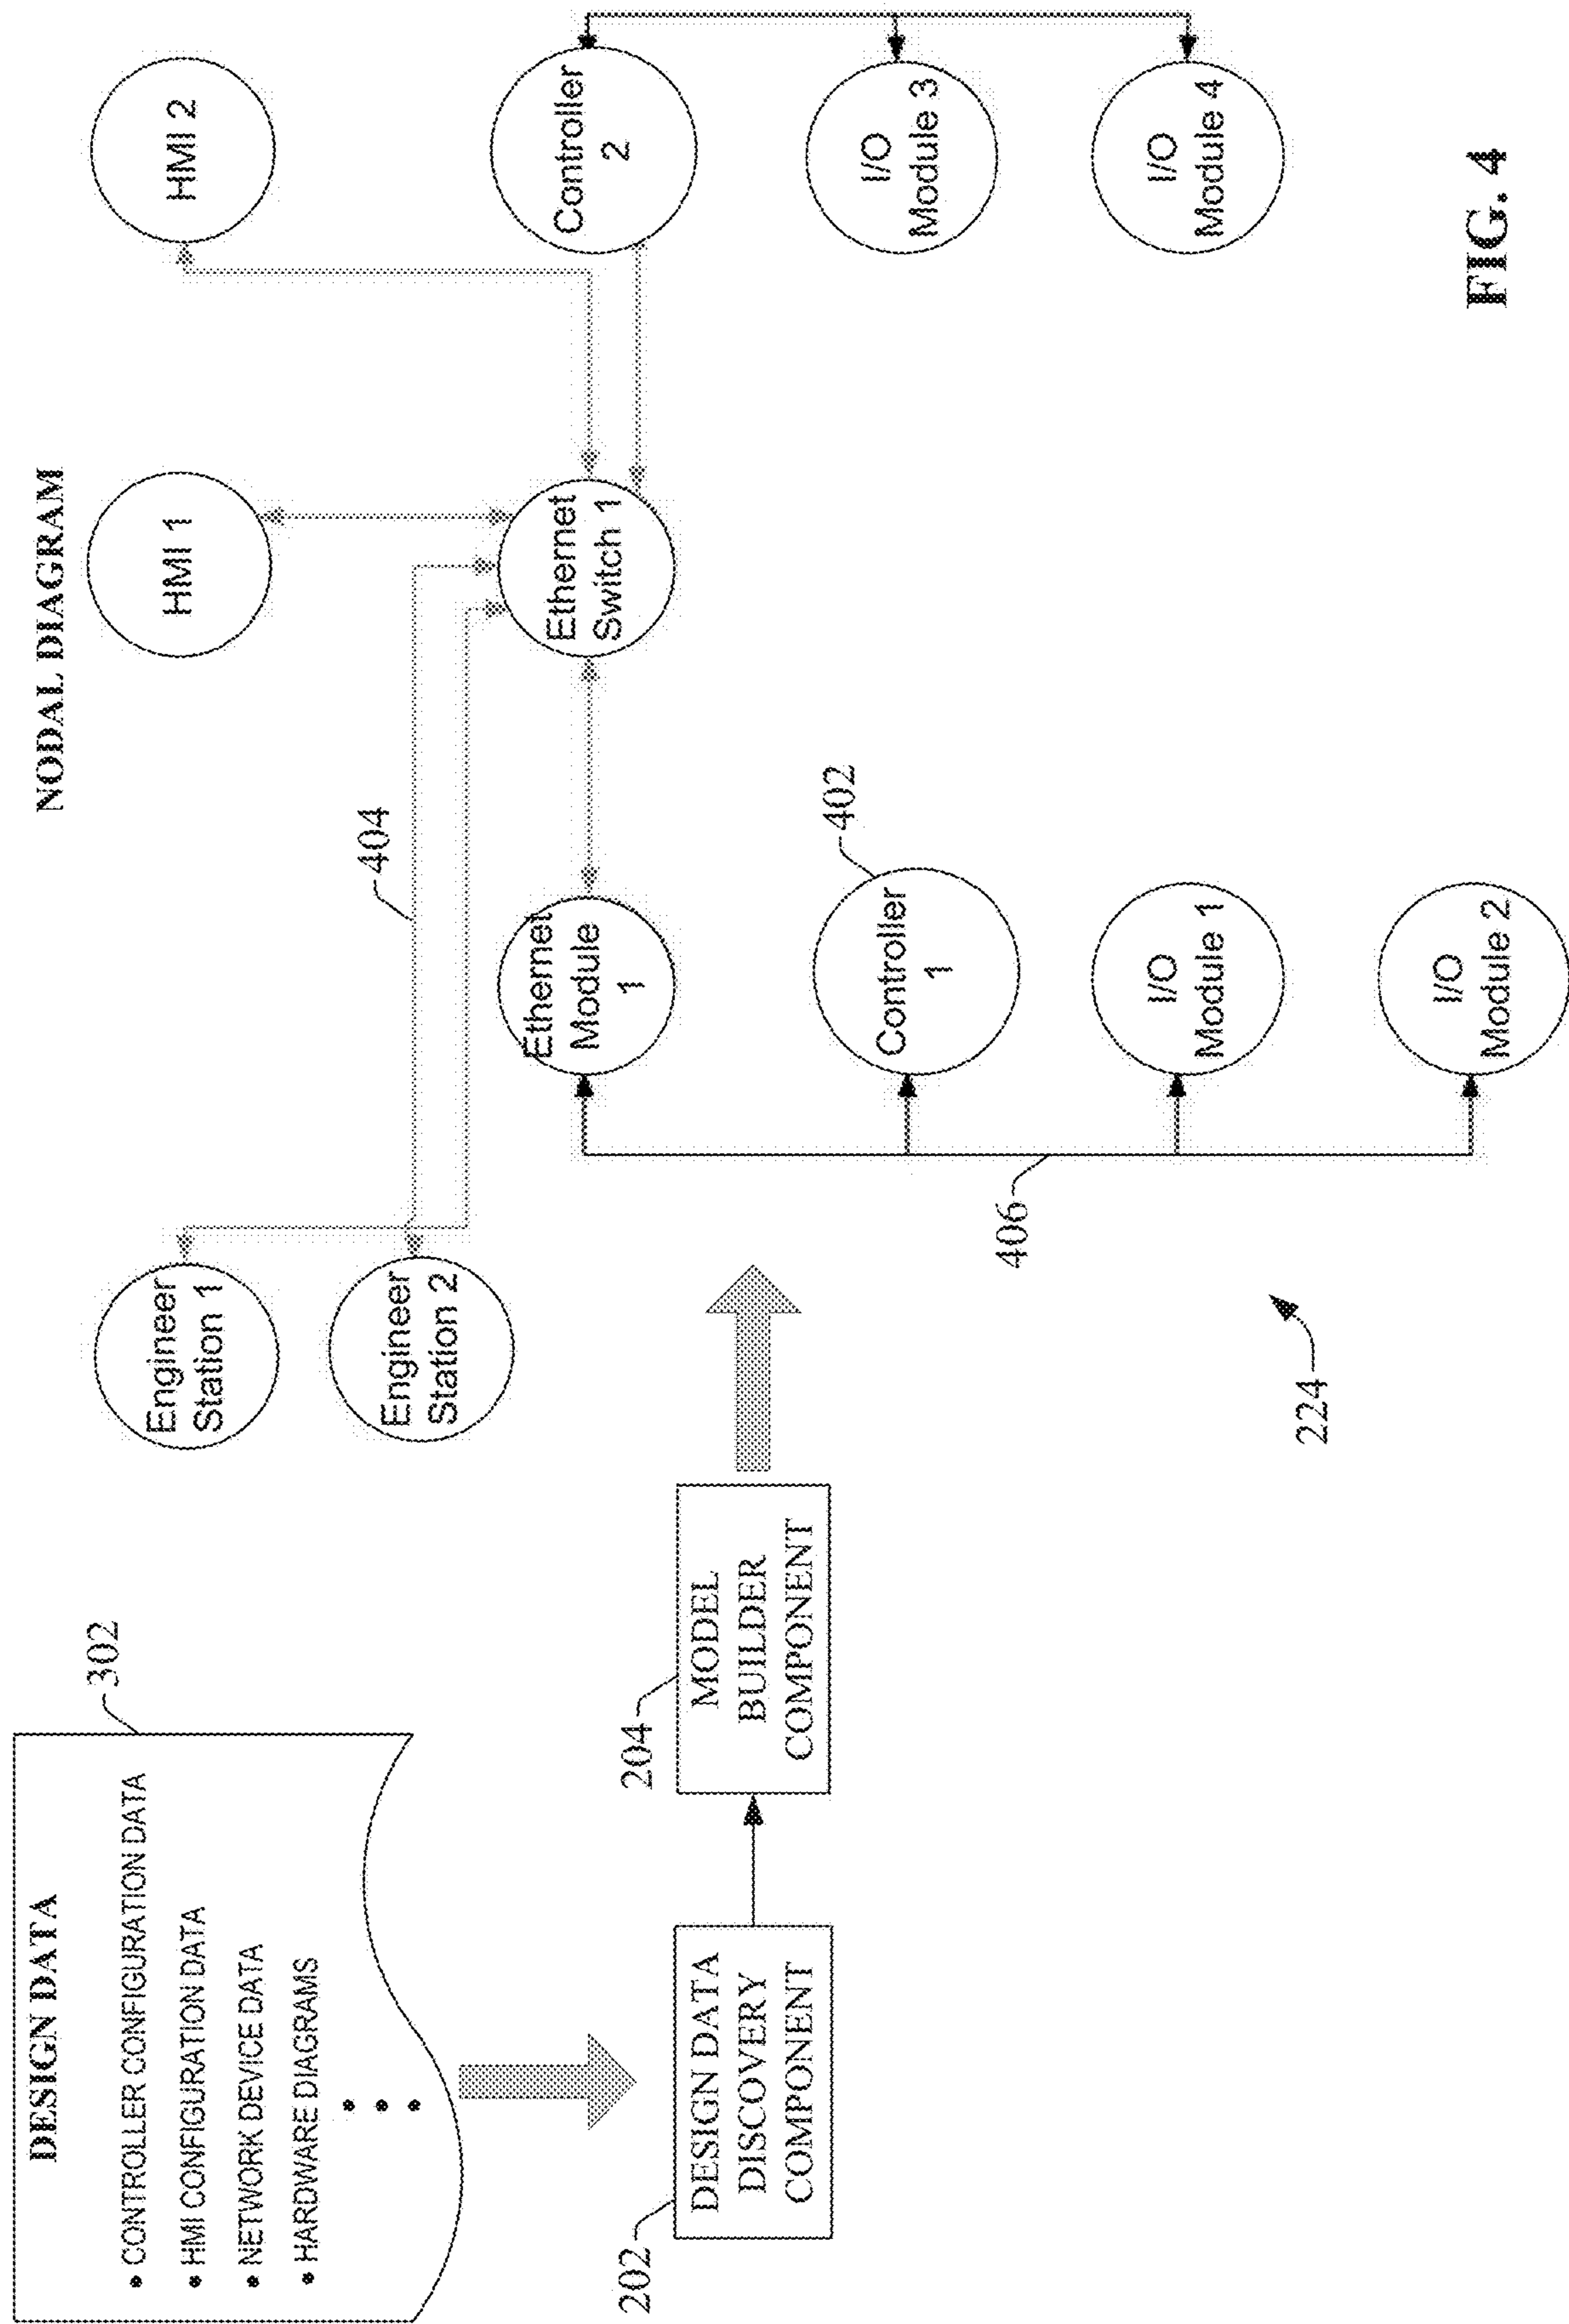 DESIGN DATA
• CONTROLLER CONFIGURATION DATA
• HMI CONFIGURATION DATA
• NETWORK DEVICE DATA
• HARDWARE DIAGRAMS
302
202
DESIGN DATA
DISCOVERY
COMPONENT
204
MODEL
BUILDER
COMPONENT
NODAL DIAGRAM
Engineer
Station 1
Engineer
Station 2
404
HMI 1
HMI 2
Ethernet
Module
1
Ethernet
Switch 1
Controller
2
402
Controller
1
I/O
Module 3
406
I/O
Module 1
I/O
Module 4
224
I/O
Module 2
FIG. 4